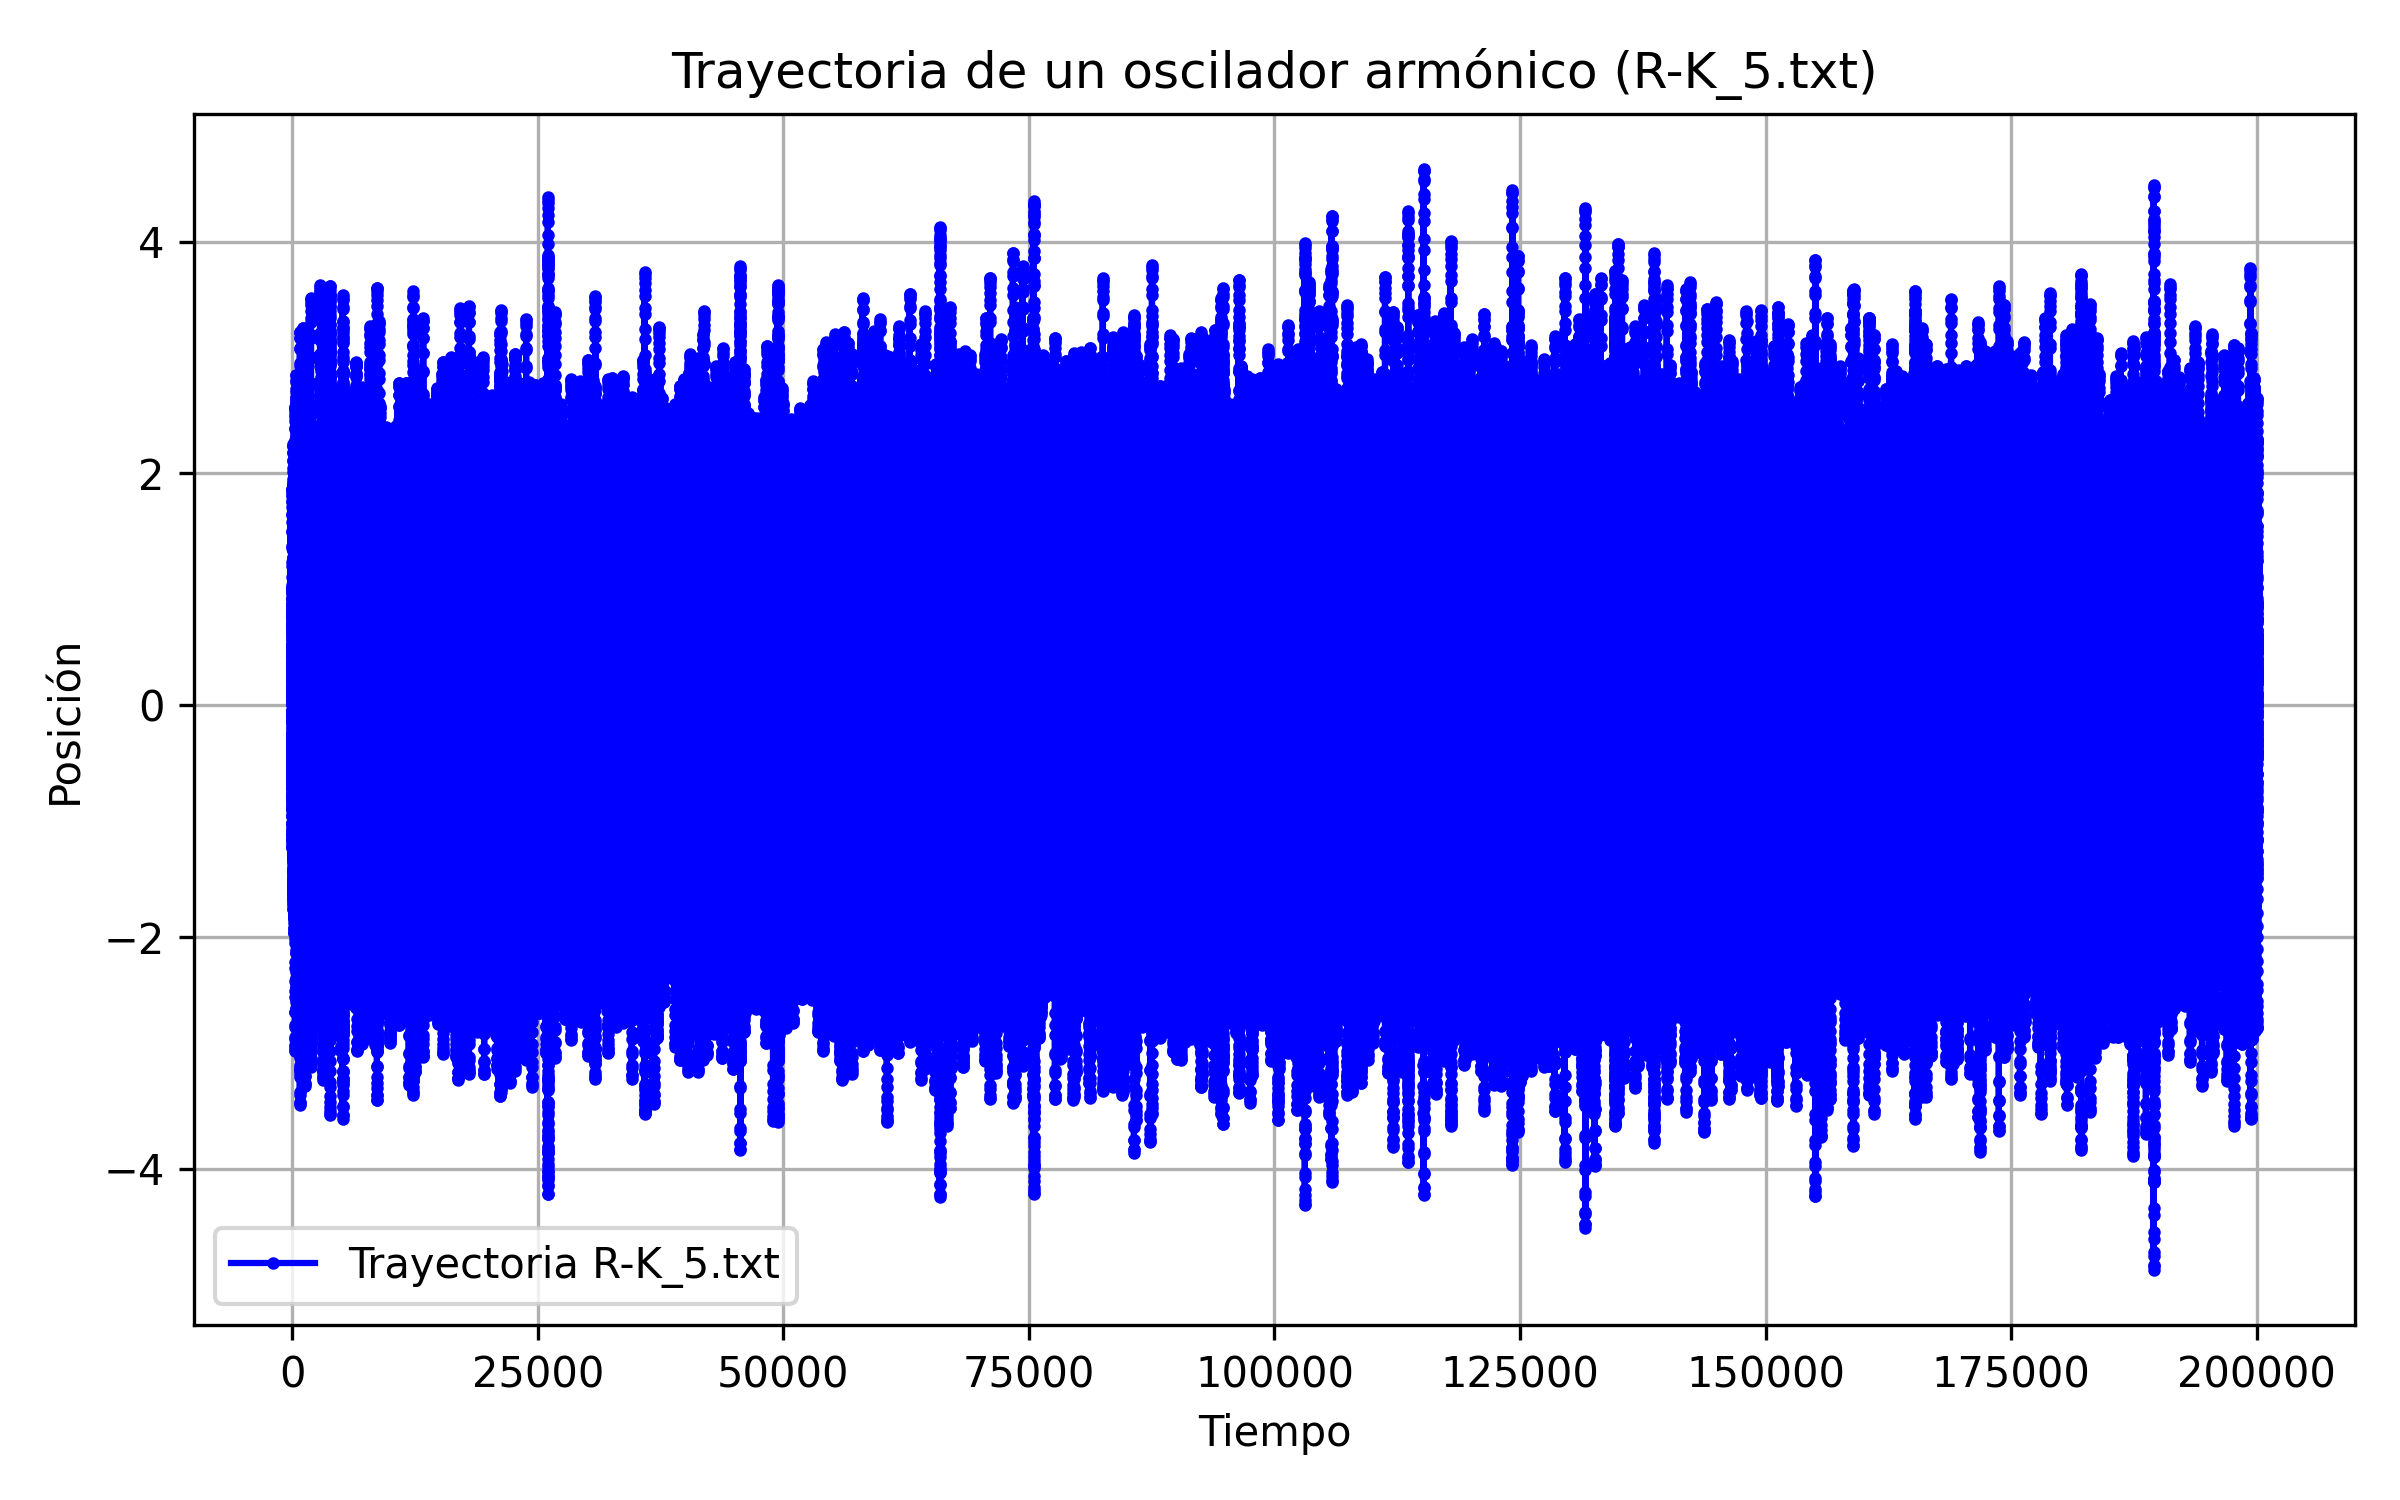 Trayectoria de un oscilador armónico (R-K_5.txt)
Posición
4
2
0
−2
−4
Trayectoria R-K_5.txt
0 25000 50000 75000 100000 125000 150000 175000 200000
Tiempo